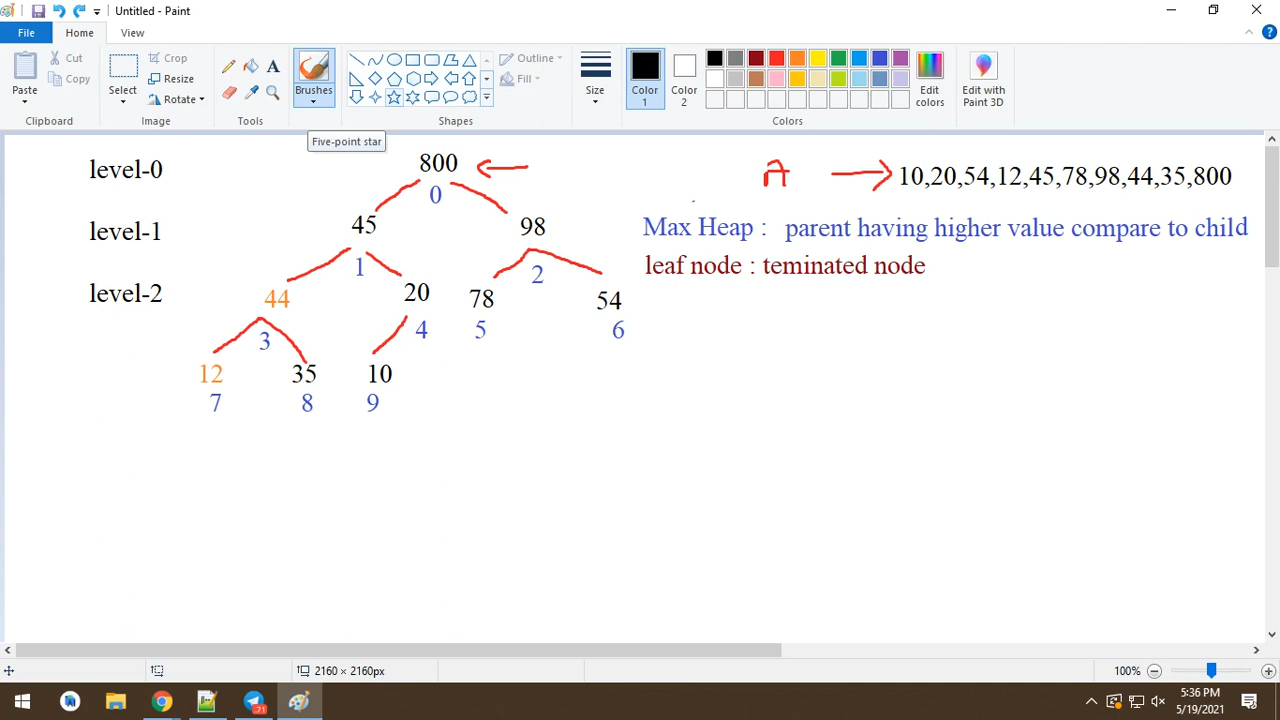 Untitled - Paint
File
Home
View
Paste
Cut
Copy
Clipboard
Select
Crop
Resize
Rotate
Image
A
Tools
Brushes
Shapes
Outline
Fill
Size
Color 1
Color 2
Edit colors
Colors
Edit with Paint 3D
Five-point star
level-0
800
A
10,20,54,12,45,78,98,44,35,800
0
level-1
45
98
Max Heap : parent having higher value compare to child
1
2
leaf node : teminated node
level-2
44
20
78
54
3
4
5
6
12
35
10
7
8
9
2160 × 2160px
100%
21
5:36 PM
5/19/2021